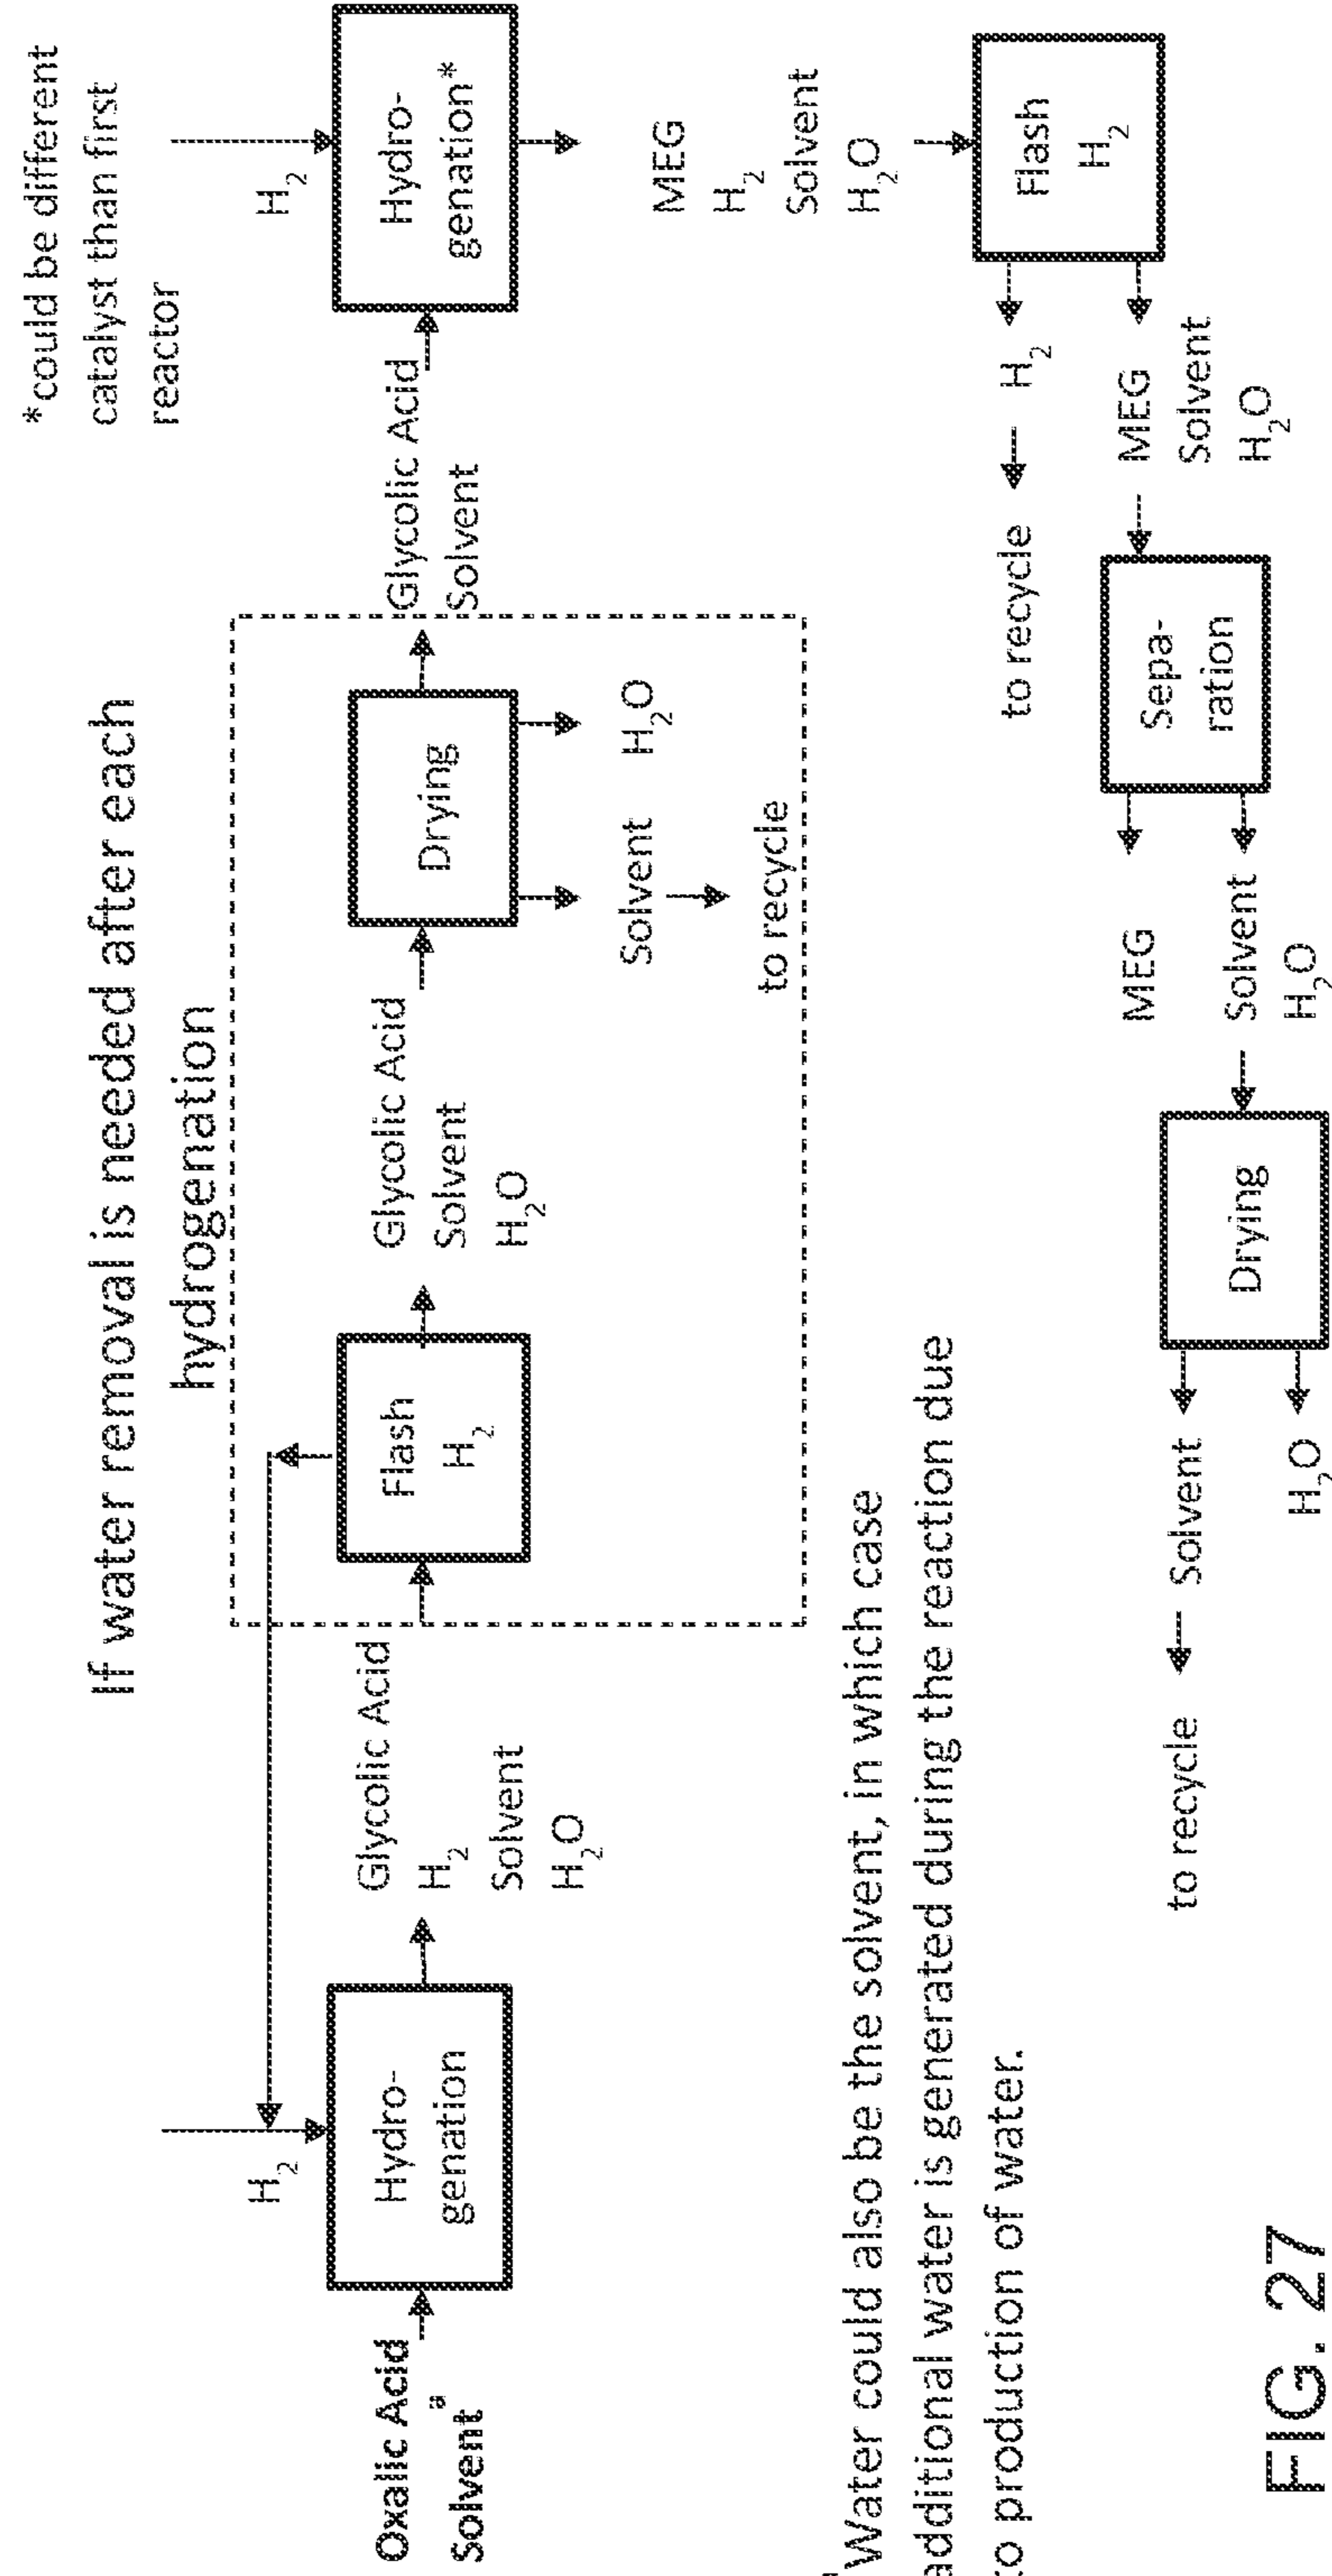 *could be different
catalyst than first
reactor
If water removal is needed after each
hydrogenation
H₂
H₂
Oxalic Acid
Solventᵃ
Hydro-
genation
Glycolic Acid
H₂
Solvent
H₂O
Flash
H₂
Glycolic Acid
Solvent
H₂O
Drying
Solvent
H₂O
to recycle
Glycolic Acid
Solvent
Hydro-
genation*
MEG
H₂
Solvent
H₂O
Flash
H₂
H₂
to recycle
MEG
Solvent
H₂O
Sepa-
ration
MEG
Solvent
H₂O
Drying
Solvent
to recycle
H₂O
Water could also be the solvent, in which case
additional water is generated during the reaction due
to production of water.
FIG. 27